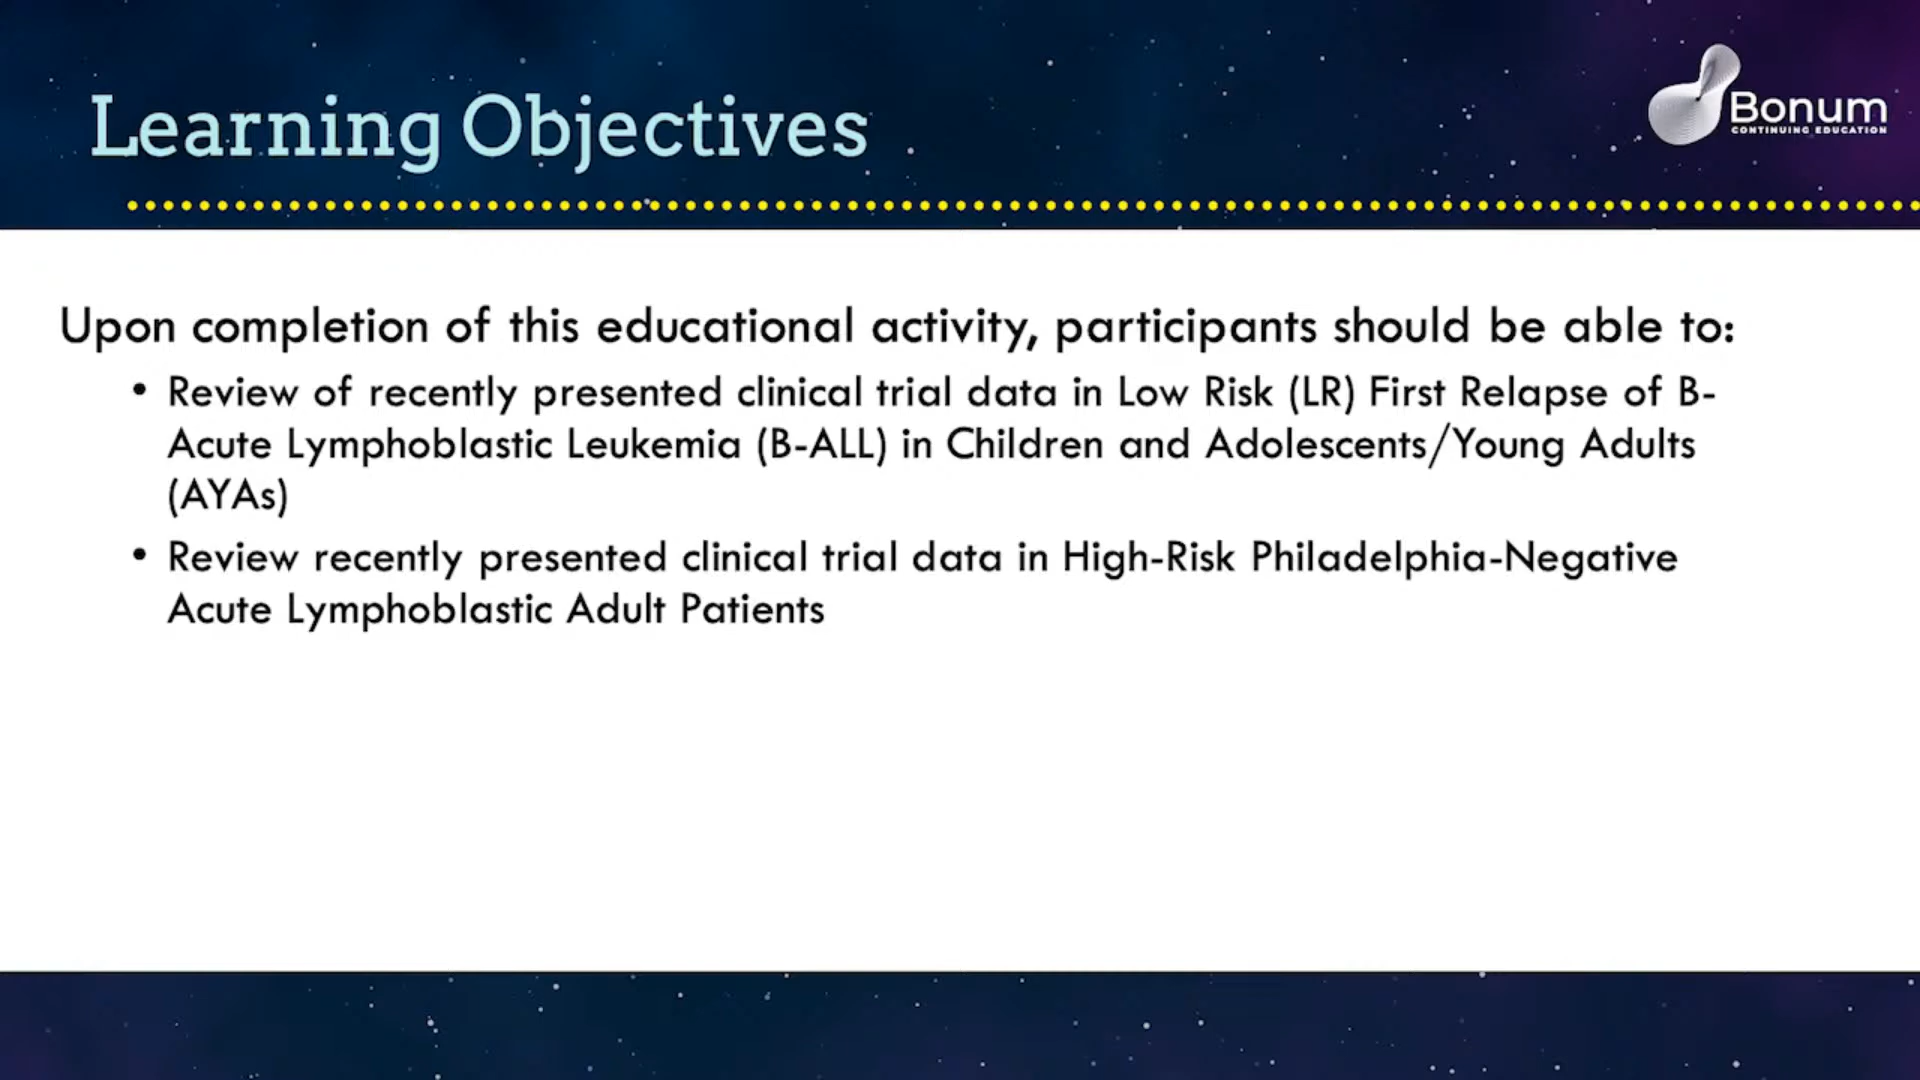 Learning Objectives
Bonum
CONTINUING EDUCATION
Upon completion of this educational activity, participants should be able to:
• Review of recently presented clinical trial data in Low Risk (LR) First Relapse of B-
Acute Lymphoblastic Leukemia (B-ALL) in Children and Adolescents/Young Adults
(AYAs)
• Review recently presented clinical trial data in High-Risk Philadelphia-Negative
Acute Lymphoblastic Adult Patients